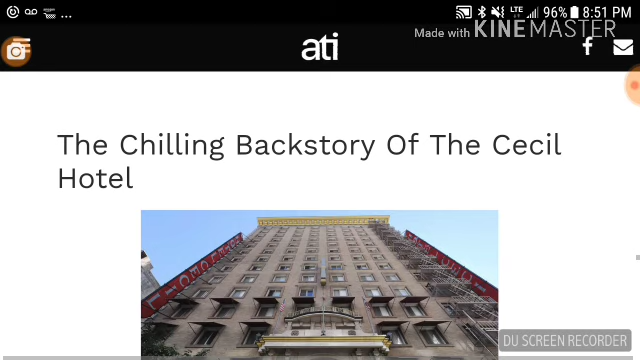 LTE 96% 8:51 PM
Made with KINEMASTER
ati
The Chilling Backstory Of The Cecil
Hotel
DU SCREEN RECORDER